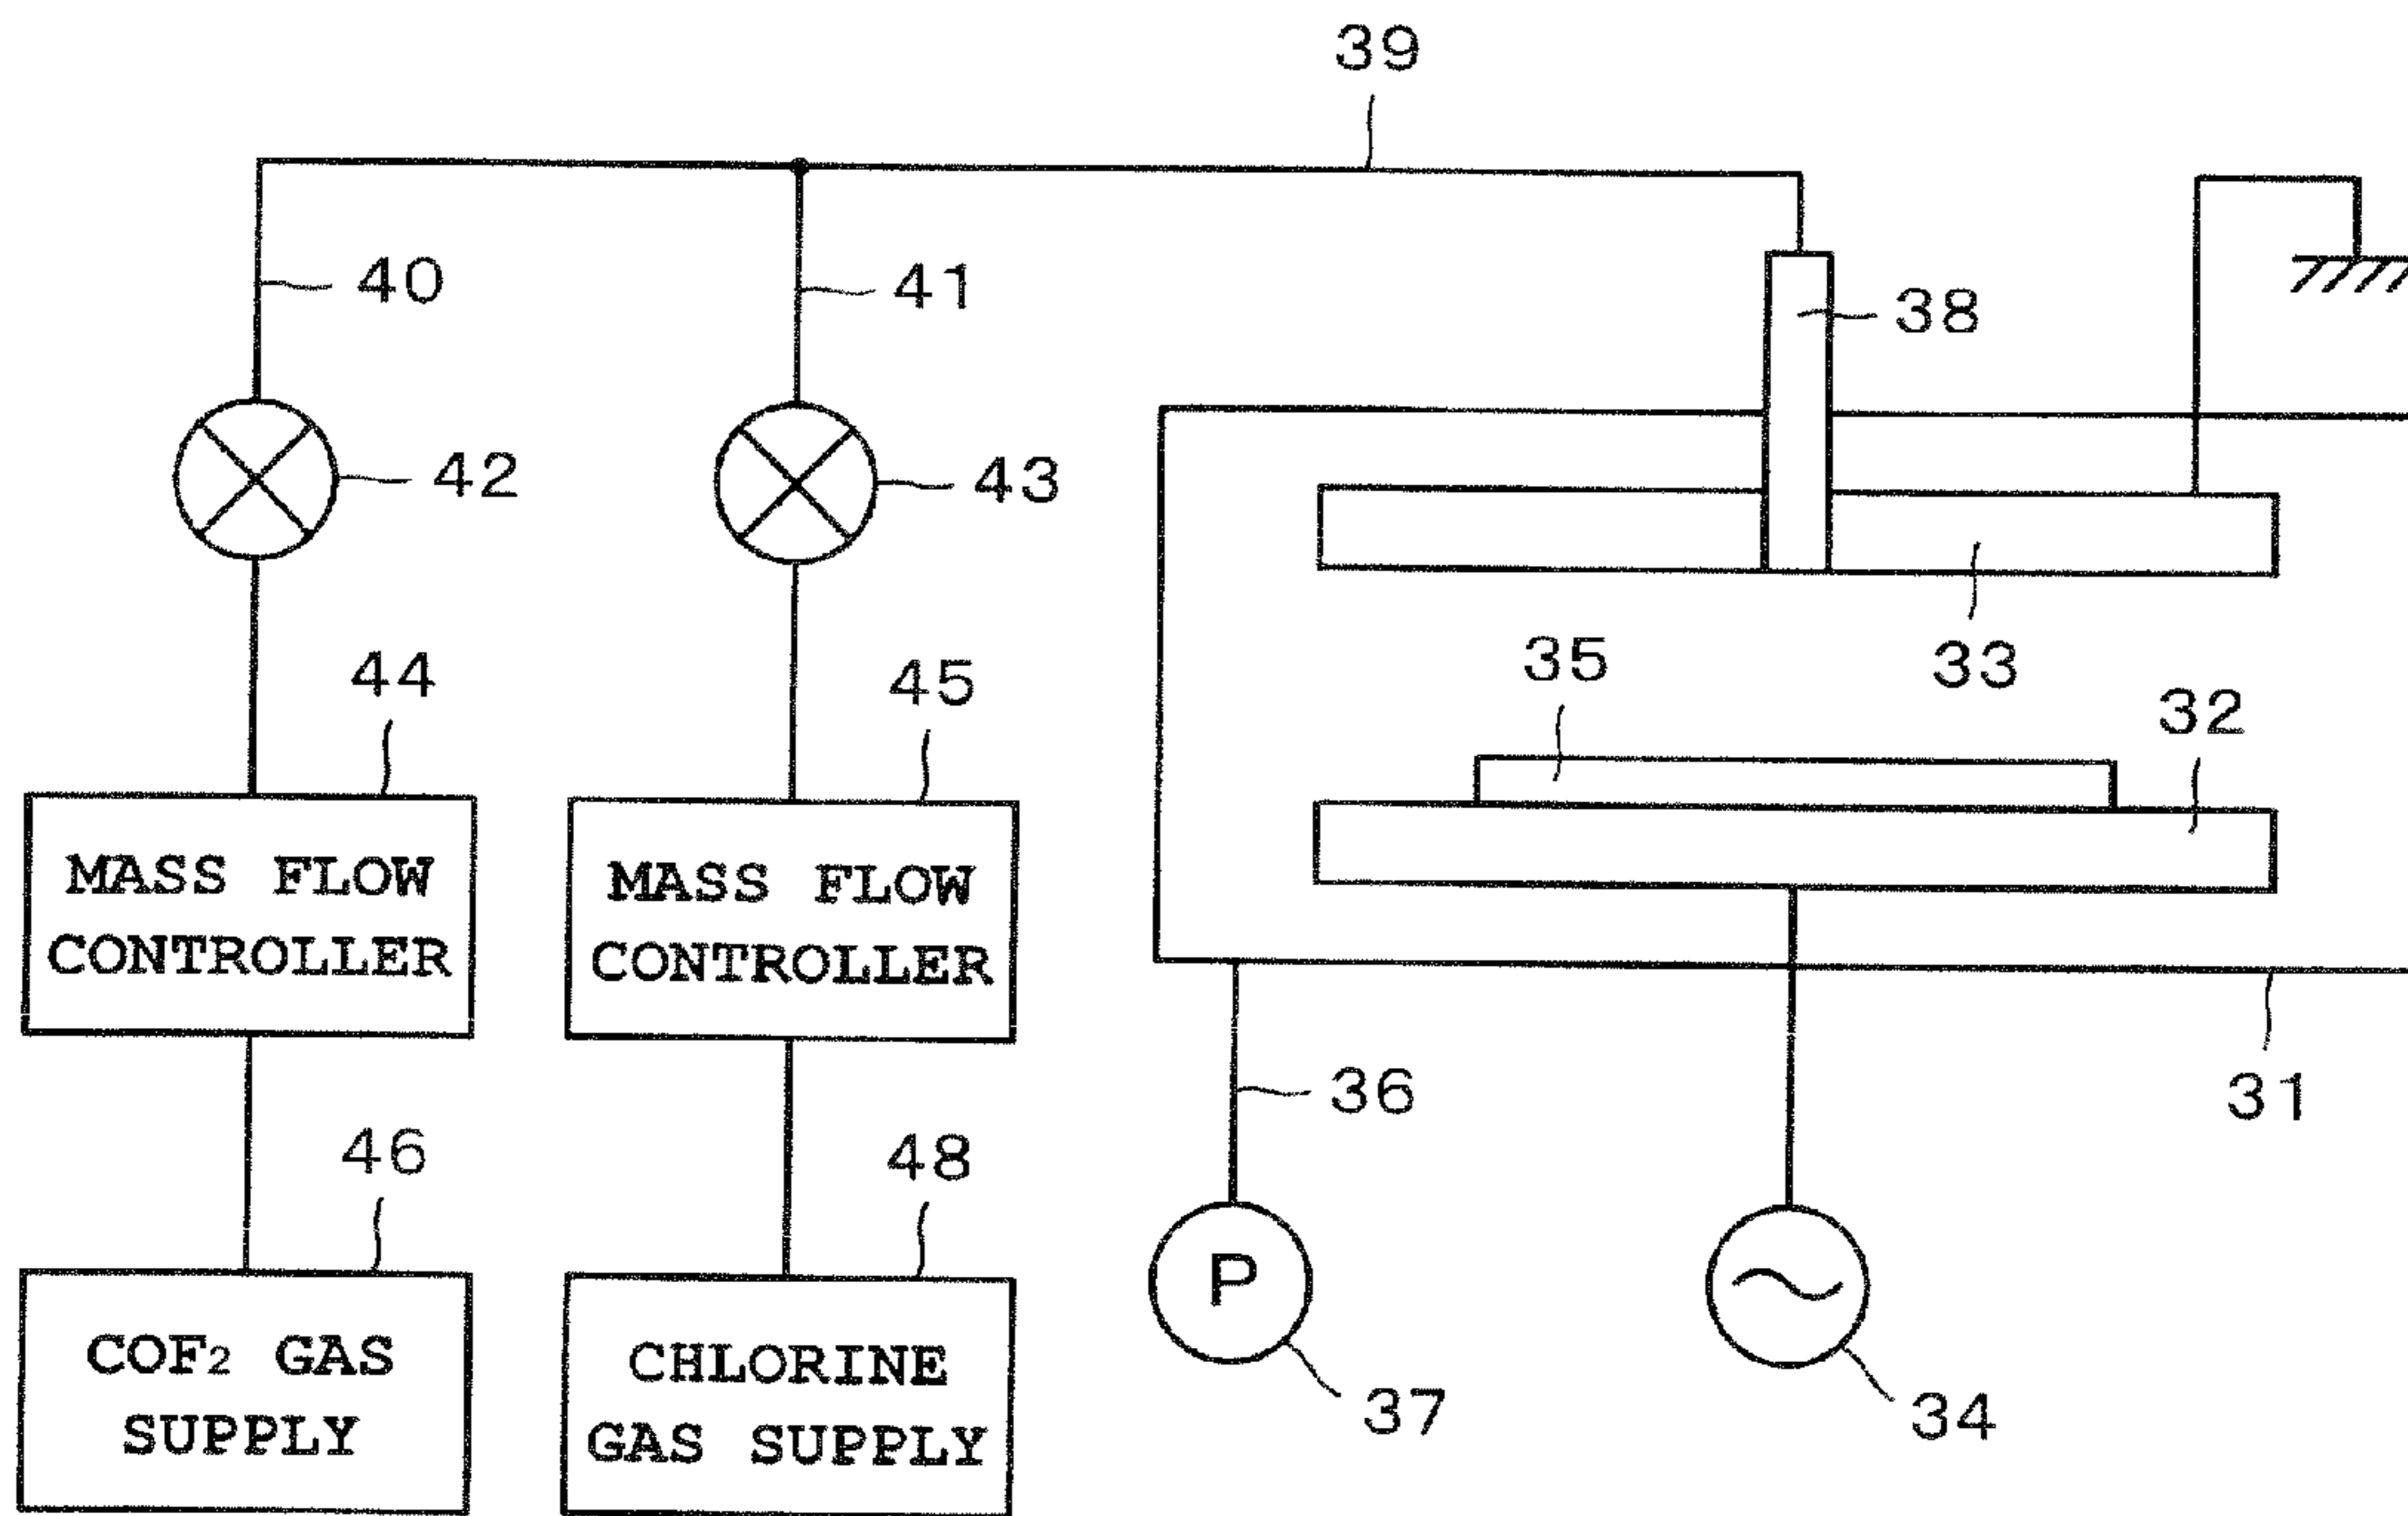 39
40
41
38
42
43
33
35
32
44
45
MASS FLOW
CONTROLLER
MASS FLOW
CONTROLLER
36
31
46
48
COF₂ GAS
SUPPLY
CHLORINE
GAS SUPPLY
P
37
34